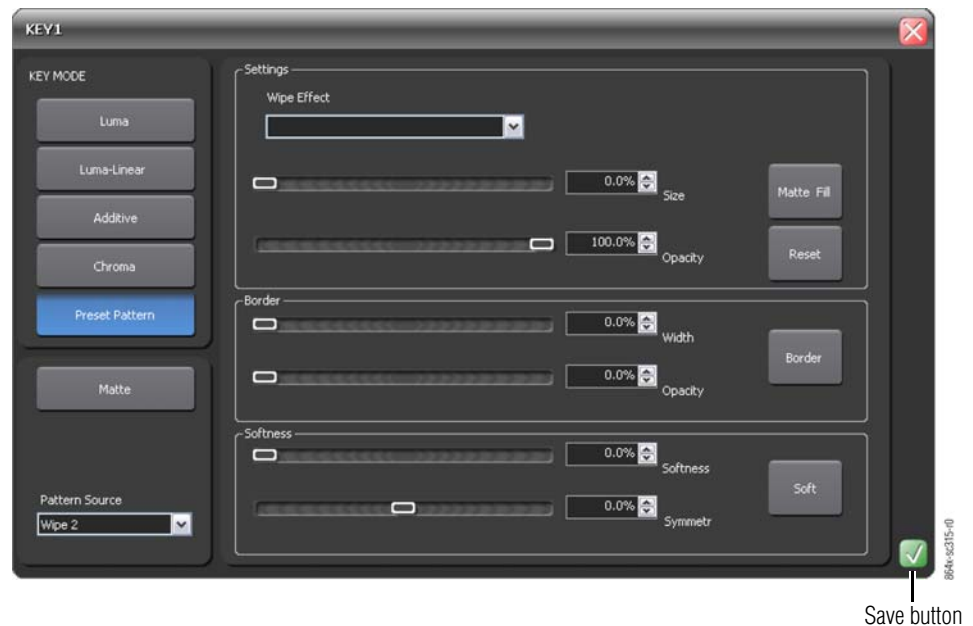 KEY1
KEY MODE
Luma
Luma-Linear
Additive
Chroma
Preset Pattern
Matte
Pattern Source
Wipe 2
Settings
Wipe Effect
0.0%
Size
Matte Fill
100.0%
Opacity
Reset
Border
0.0%
Width
0.0%
Opacity
Border
Softness
0.0%
Softness
0.0%
Symmetr
Soft
864x-sc315-r0
Save button